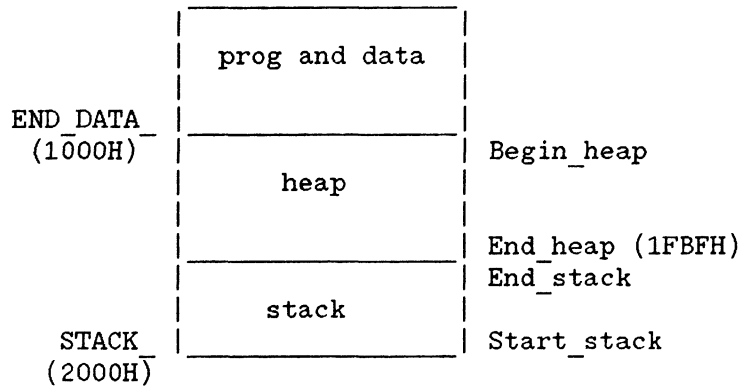 prog and data
END_DATA_
(1000H)
Begin_heap
heap
End_heap (1FBFH)
End_stack
stack
STACK_
Start_stack
(2000H)